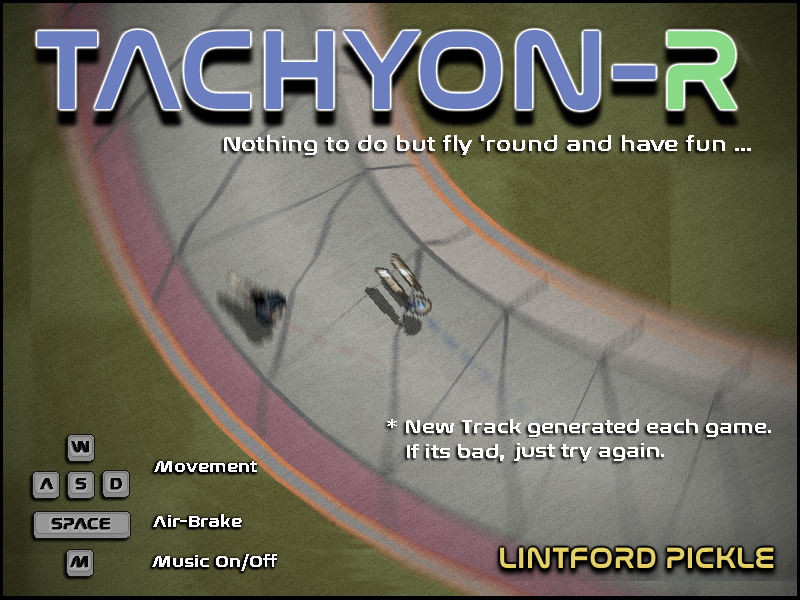 TACHYON-R
Nothing to do but fly 'round and have fun ...
* New Track generated each game.
If its bad, just try again.
W
A S D
Movement
SPACE
Air-Brake
M
Music On/Off
LINTFORD PICKLE